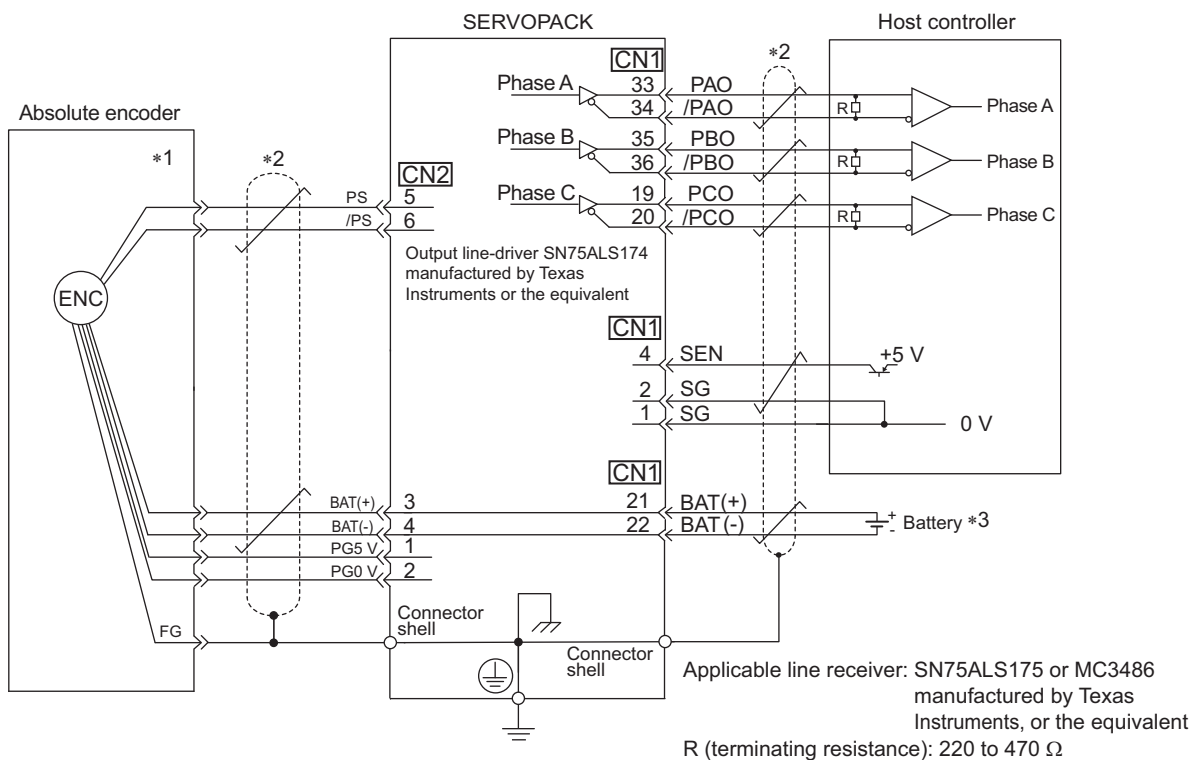 SERVOPACK
Host controller
Absolute encoder
*1
*2
CN2
PS
5
/PS
6
ENC
Output line-driver SN75ALS174
manufactured by Texas
Instruments or the equivalent
CN1
*2
Phase A
33
PAO
34
/PAO
R
Phase A
Phase B
35
PBO
36
/PBO
R
Phase B
Phase C
19
PCO
20
/PCO
R
Phase C
CN1
4
SEN
+5 V
2
SG
1
SG
0 V
CN1
BAT(+)
3
21
BAT(+)
BAT(-)
4
22
BAT (-)
+
-
Battery *3
PG5 V
1
PG0 V
2
FG
Connector
shell
Connector
shell
Applicable line receiver: SN75ALS175 or MC3486
manufactured by Texas
Instruments, or the equivalent
R (terminating resistance): 220 to 470 Ω